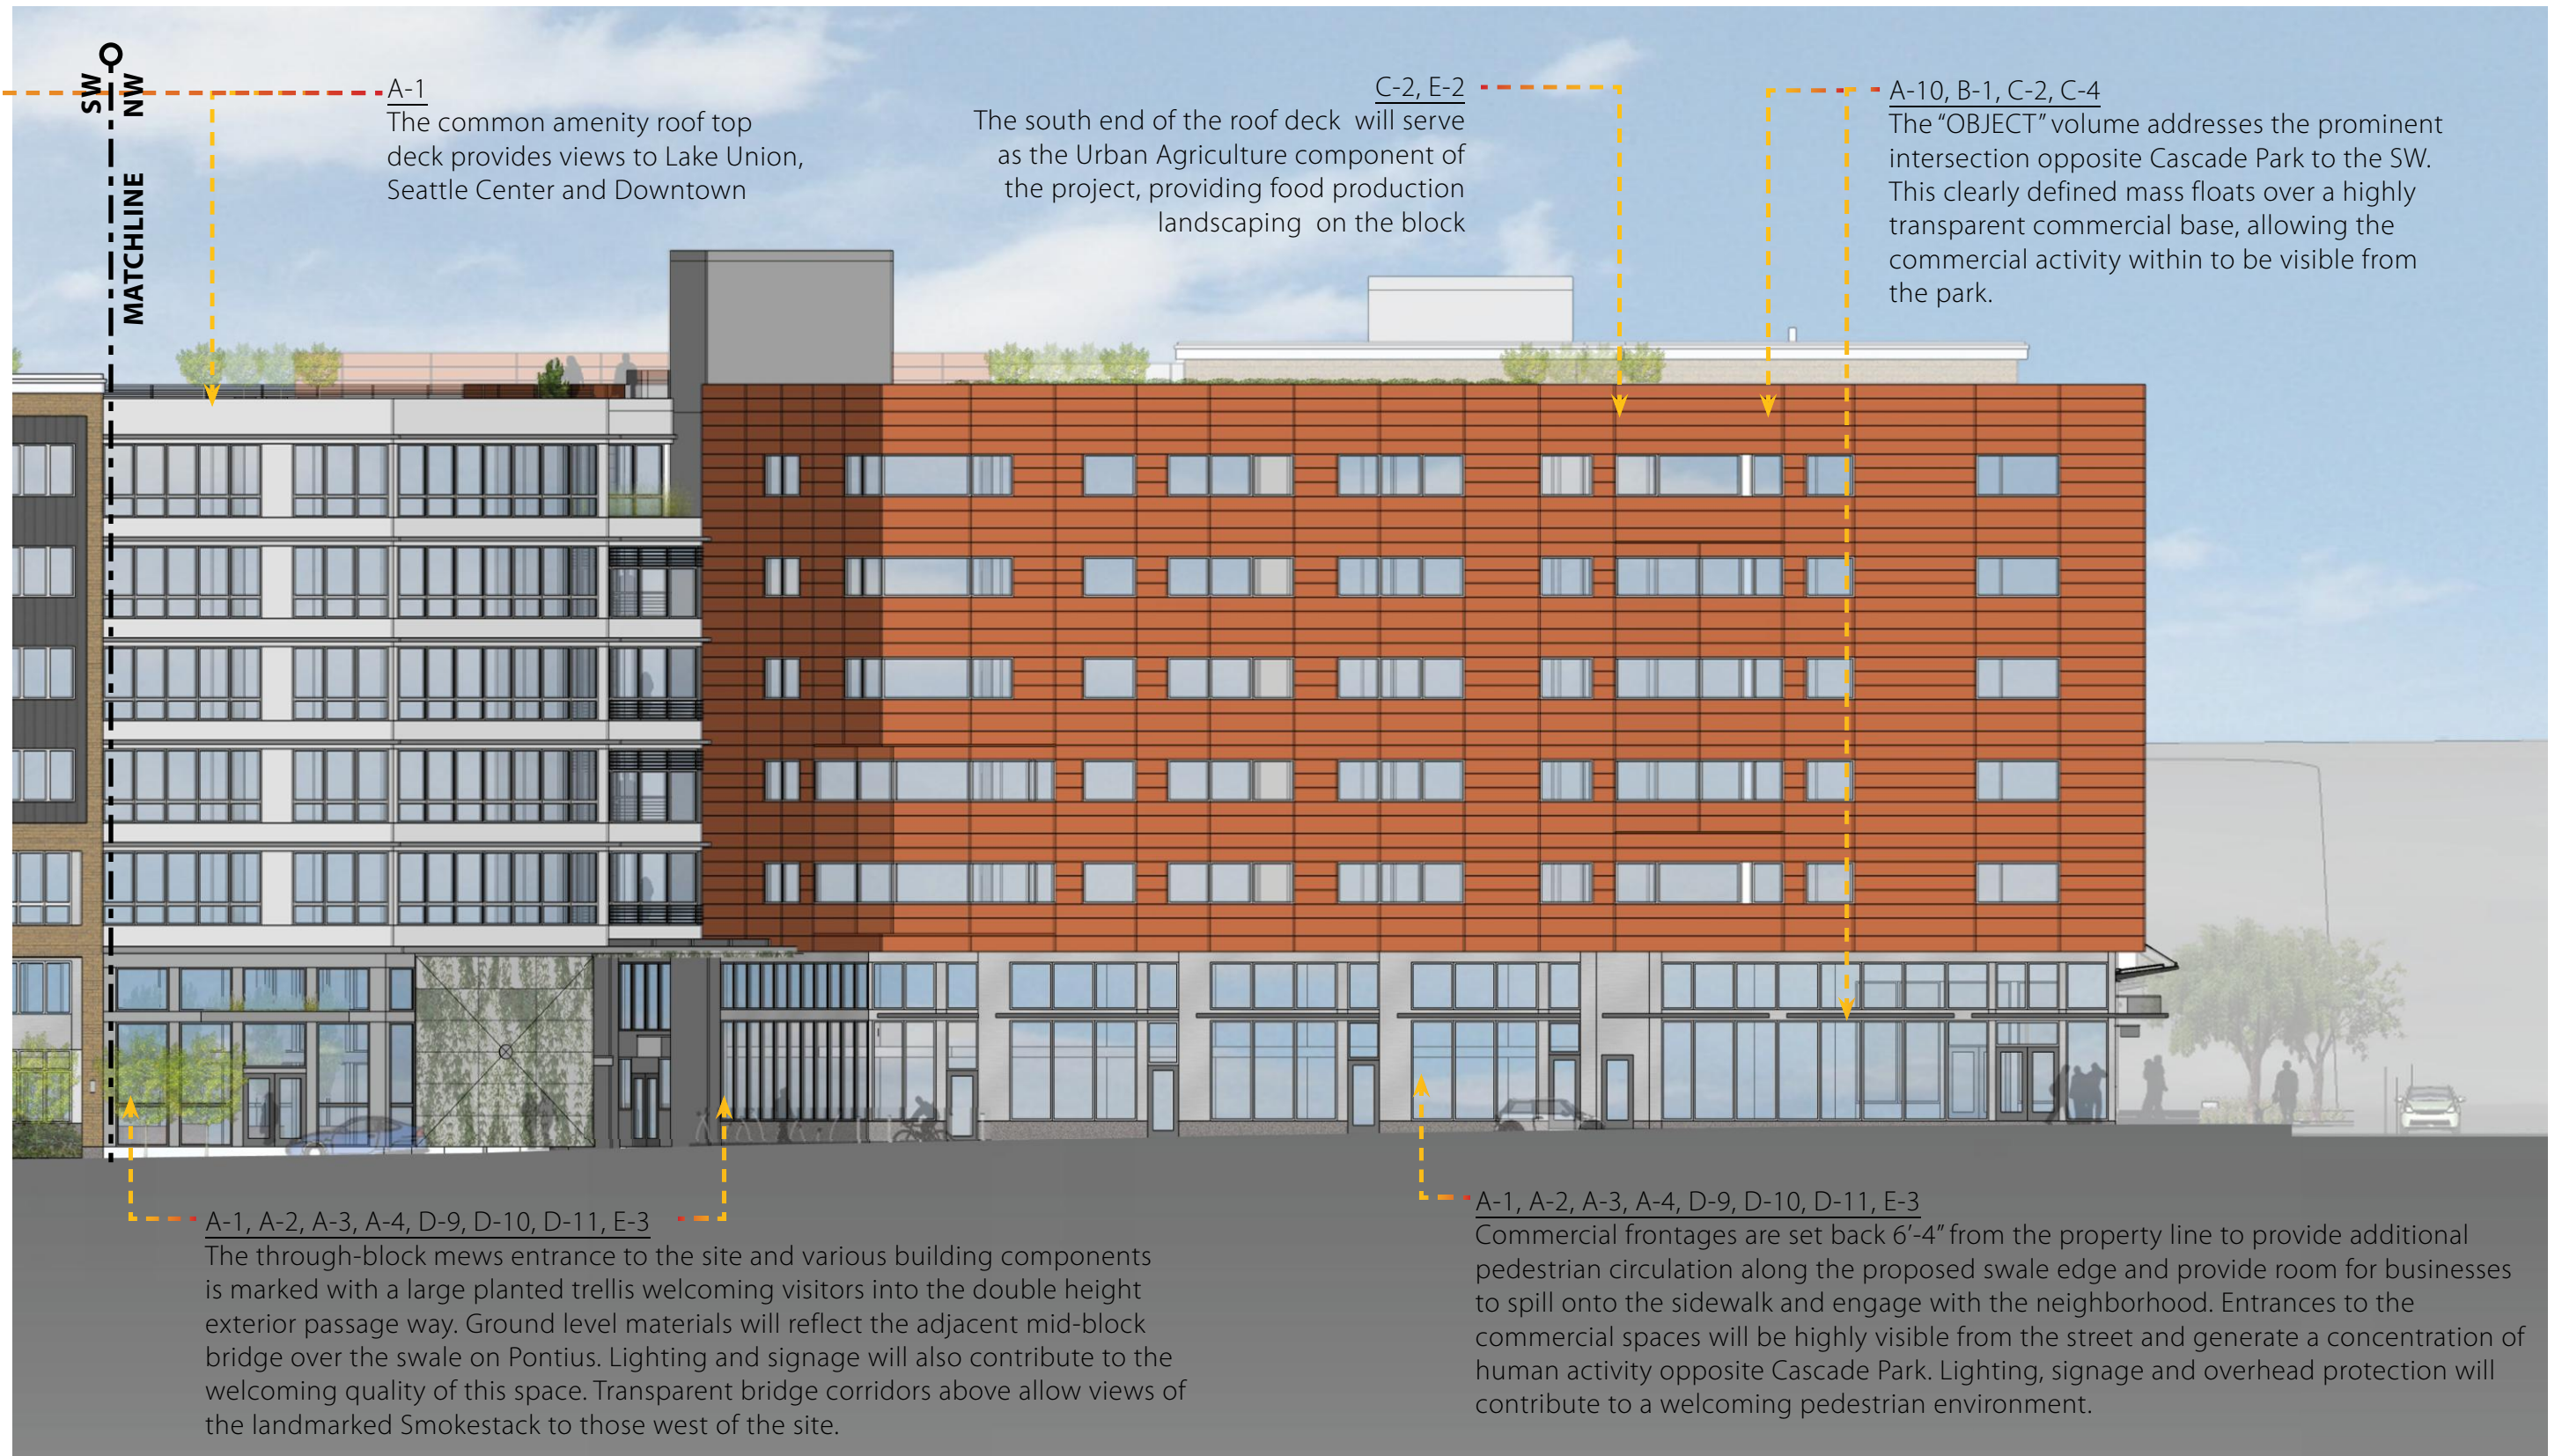 SW
NW
MATCHLINE
A-1
The common amenity roof top
deck provides views to Lake Union,
Seattle Center and Downtown
C-2, E-2
The south end of the roof deck will serve
as the Urban Agriculture component of
the project, providing food production
landscaping on the block
A-10, B-1, C-2, C-4
The “OBJECT” volume addresses the prominent
intersection opposite Cascade Park to the SW.
This clearly defined mass floats over a highly
transparent commercial base, allowing the
commercial activity within to be visible from
the park.
A-1, A-2, A-3, A-4, D-9, D-10, D-11, E-3
The through-block mews entrance to the site and various building components
is marked with a large planted trellis welcoming visitors into the double height
exterior passage way. Ground level materials will reflect the adjacent mid-block
bridge over the swale on Pontius. Lighting and signage will also contribute to the
welcoming quality of this space. Transparent bridge corridors above allow views of
the landmarked Smokestack to those west of the site.
A-1, A-2, A-3, A-4, D-9, D-10, D-11, E-3
Commercial frontages are set back 6’-4” from the property line to provide additional
pedestrian circulation along the proposed swale edge and provide room for businesses
to spill onto the sidewalk and engage with the neighborhood. Entrances to the
commercial spaces will be highly visible from the street and generate a concentration of
human activity opposite Cascade Park. Lighting, signage and overhead protection will
contribute to a welcoming pedestrian environment.